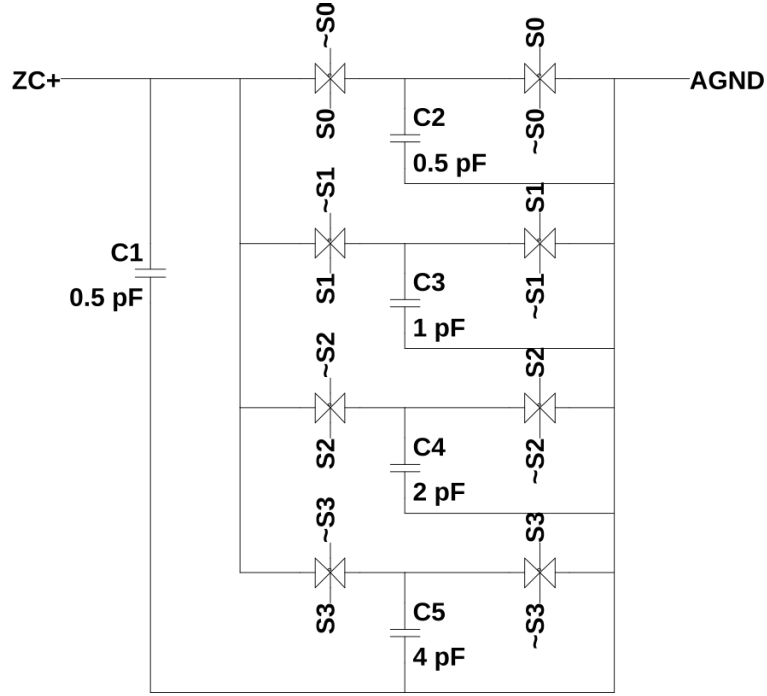 ~S0
S0
ZC+
AGND
S0
~S0
C2
0.5 pF
~S1
S1
C1
0.5 pF
S1
~S1
C3
1 pF
~S2
S2
S2
~S2
C4
2 pF
~S3
S3
S3
~S3
C5
4 pF